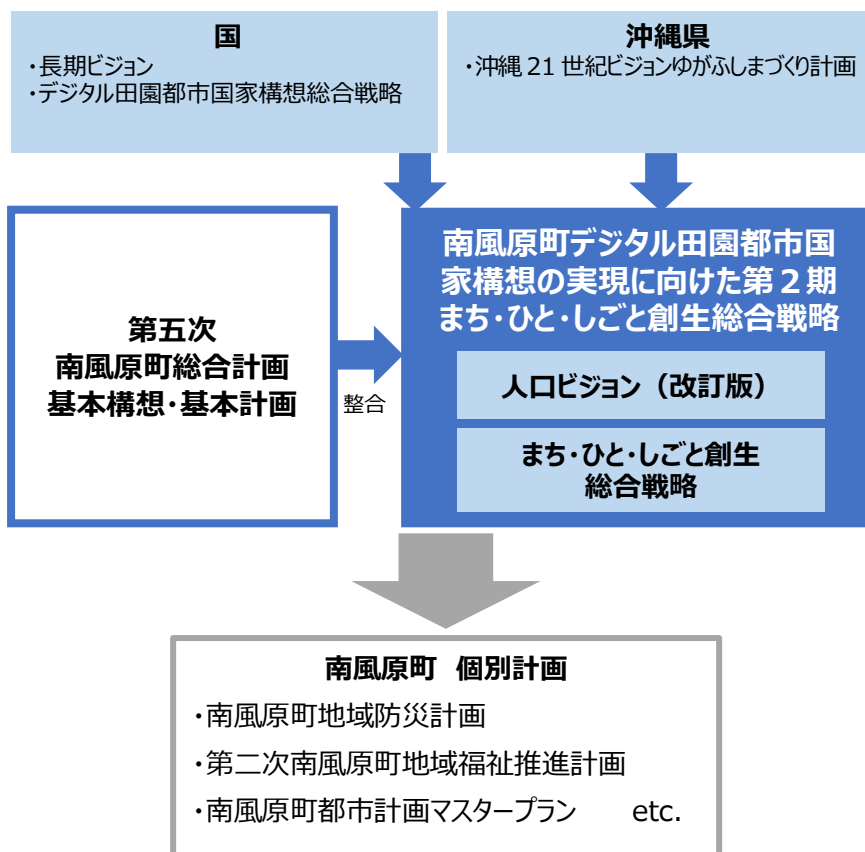 国
・長期ビジョン
・デジタル田園都市国家構想総合戦略
沖縄県
・沖縄 21 世紀ビジョンゆがふしまづくり計画
第五次
南風原町総合計画
基本構想・基本計画
整合
南風原町デジタル田園都市国
家構想の実現に向けた第２期
まち・ひと・しごと創生総合戦略
人口ビジョン（改訂版）
まち・ひと・しごと創生
総合戦略
南風原町 個別計画
・南風原町地域防災計画
・第二次南風原町地域福祉推進計画
・南風原町都市計画マスタープラン etc.